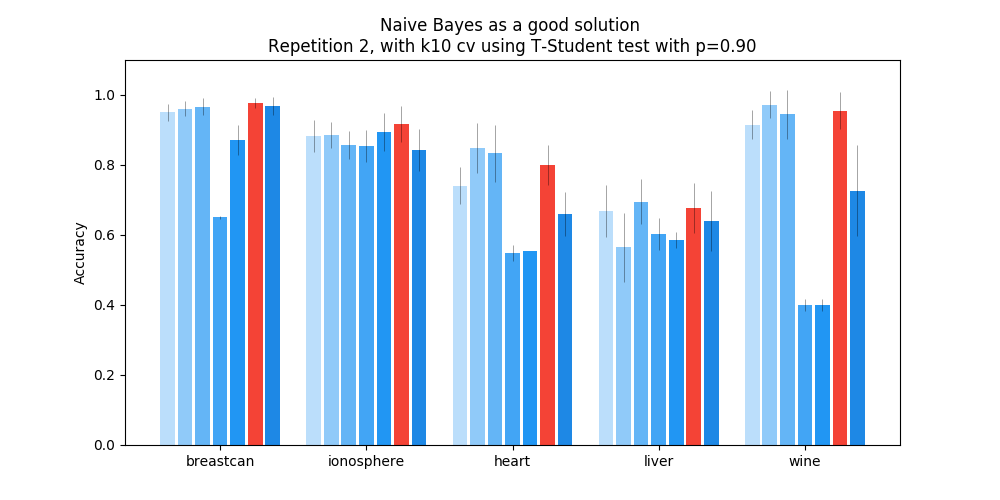 Naive Bayes as a good solution
Repetition 2, with k10 cv using T-Student test with p=0.90
Accuracy
1.0
0.8
0.6
0.4
0.2
0.0
breastcan ionosphere heart liver wine